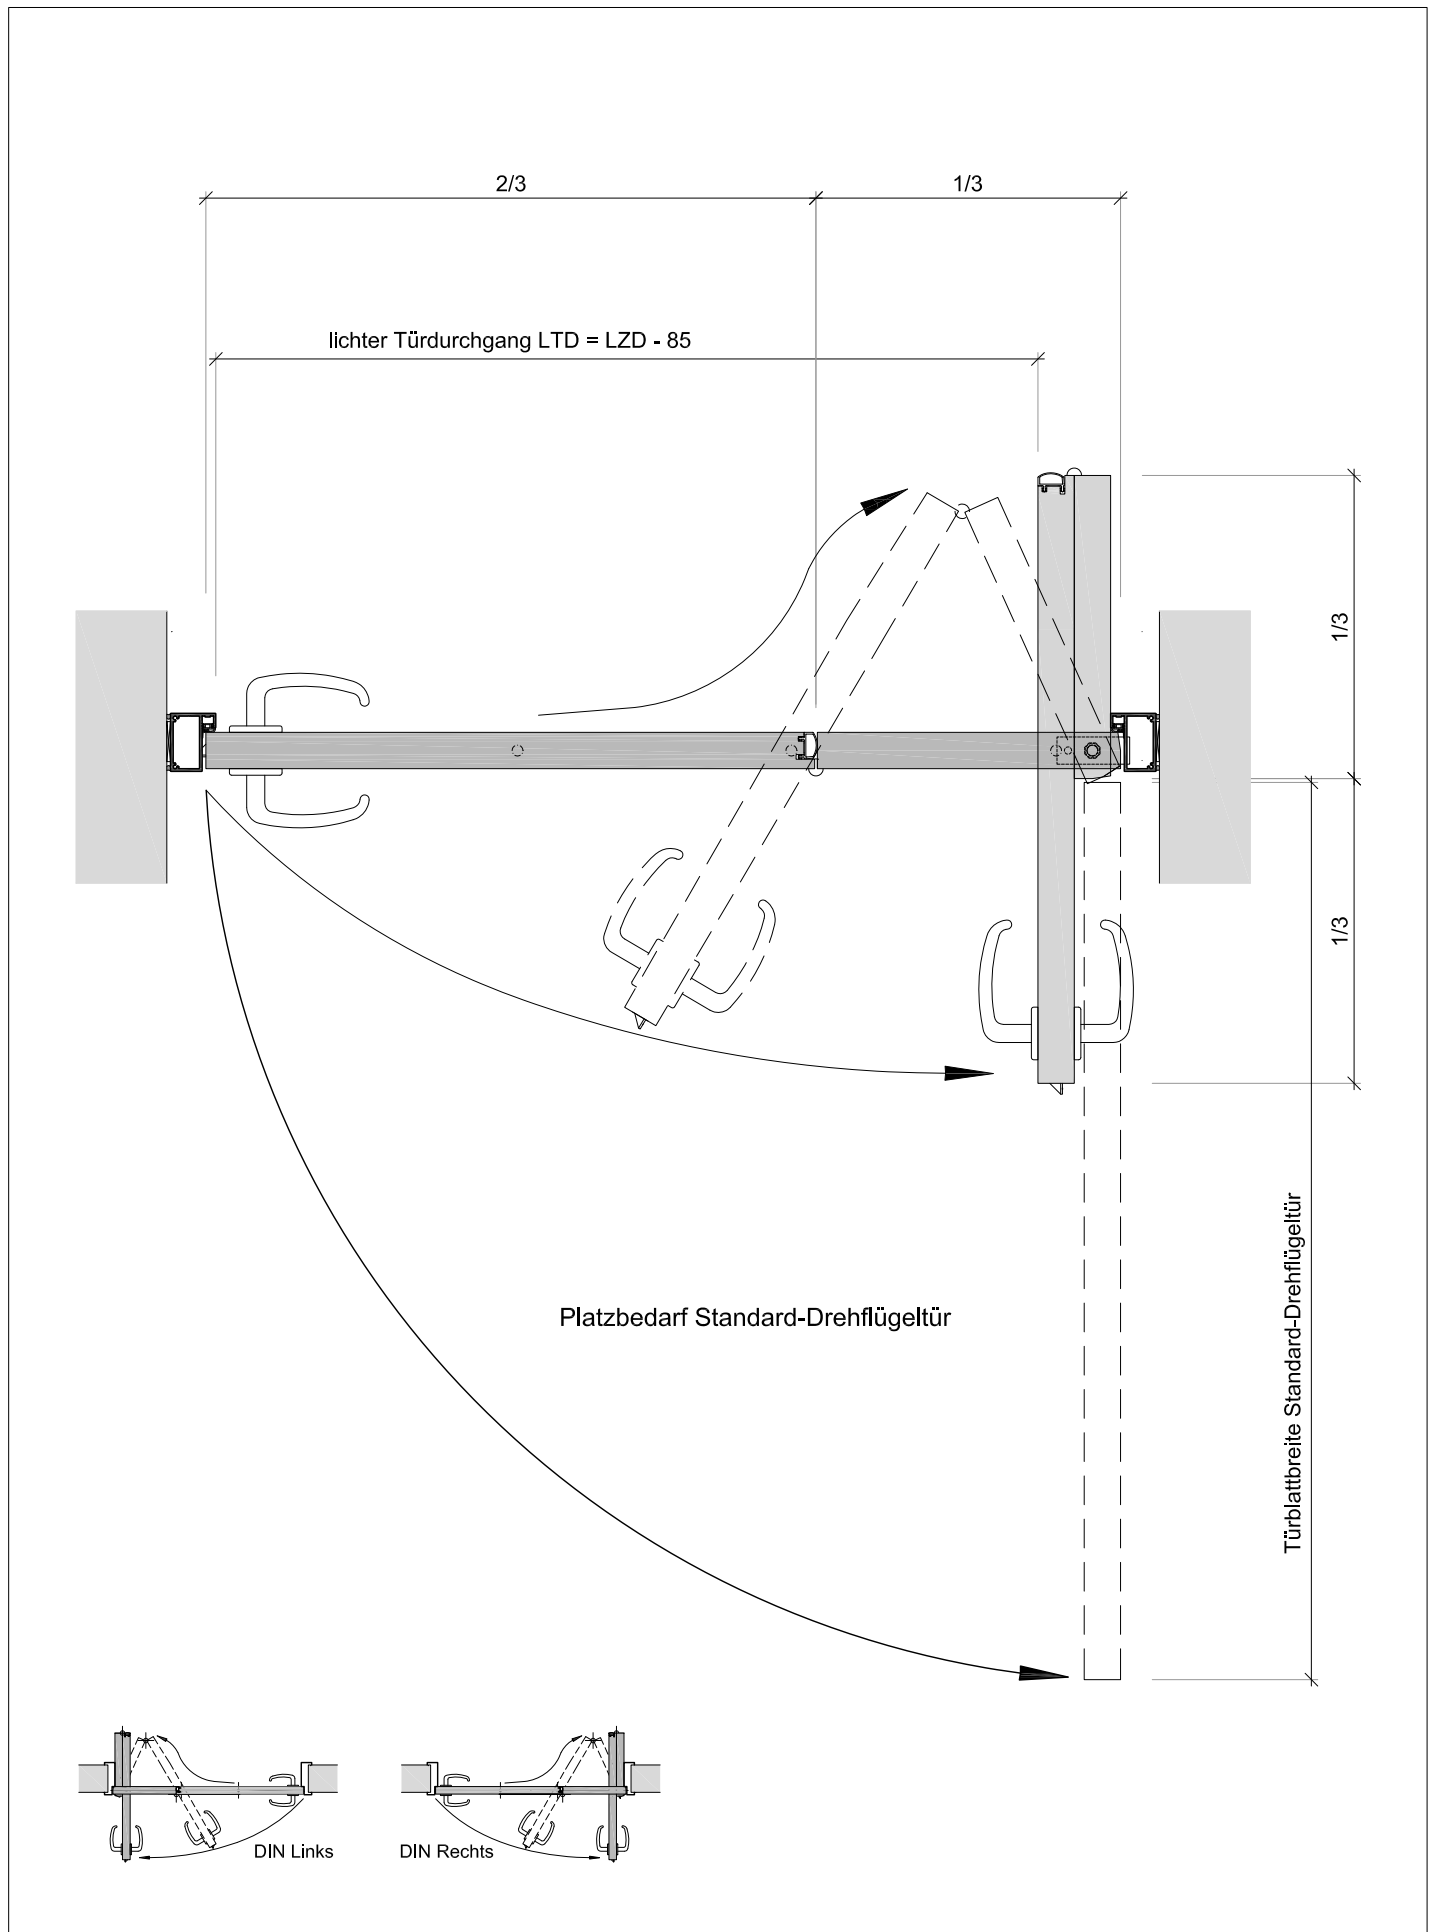 2/3
1/3
lichter Türdurchgang LTD = LZD - 85
1/3
1/3
Türblattbreite Standard-Drehflügeltür
Platzbedarf Standard-Drehflügeltür
DIN Links
DIN Rechts